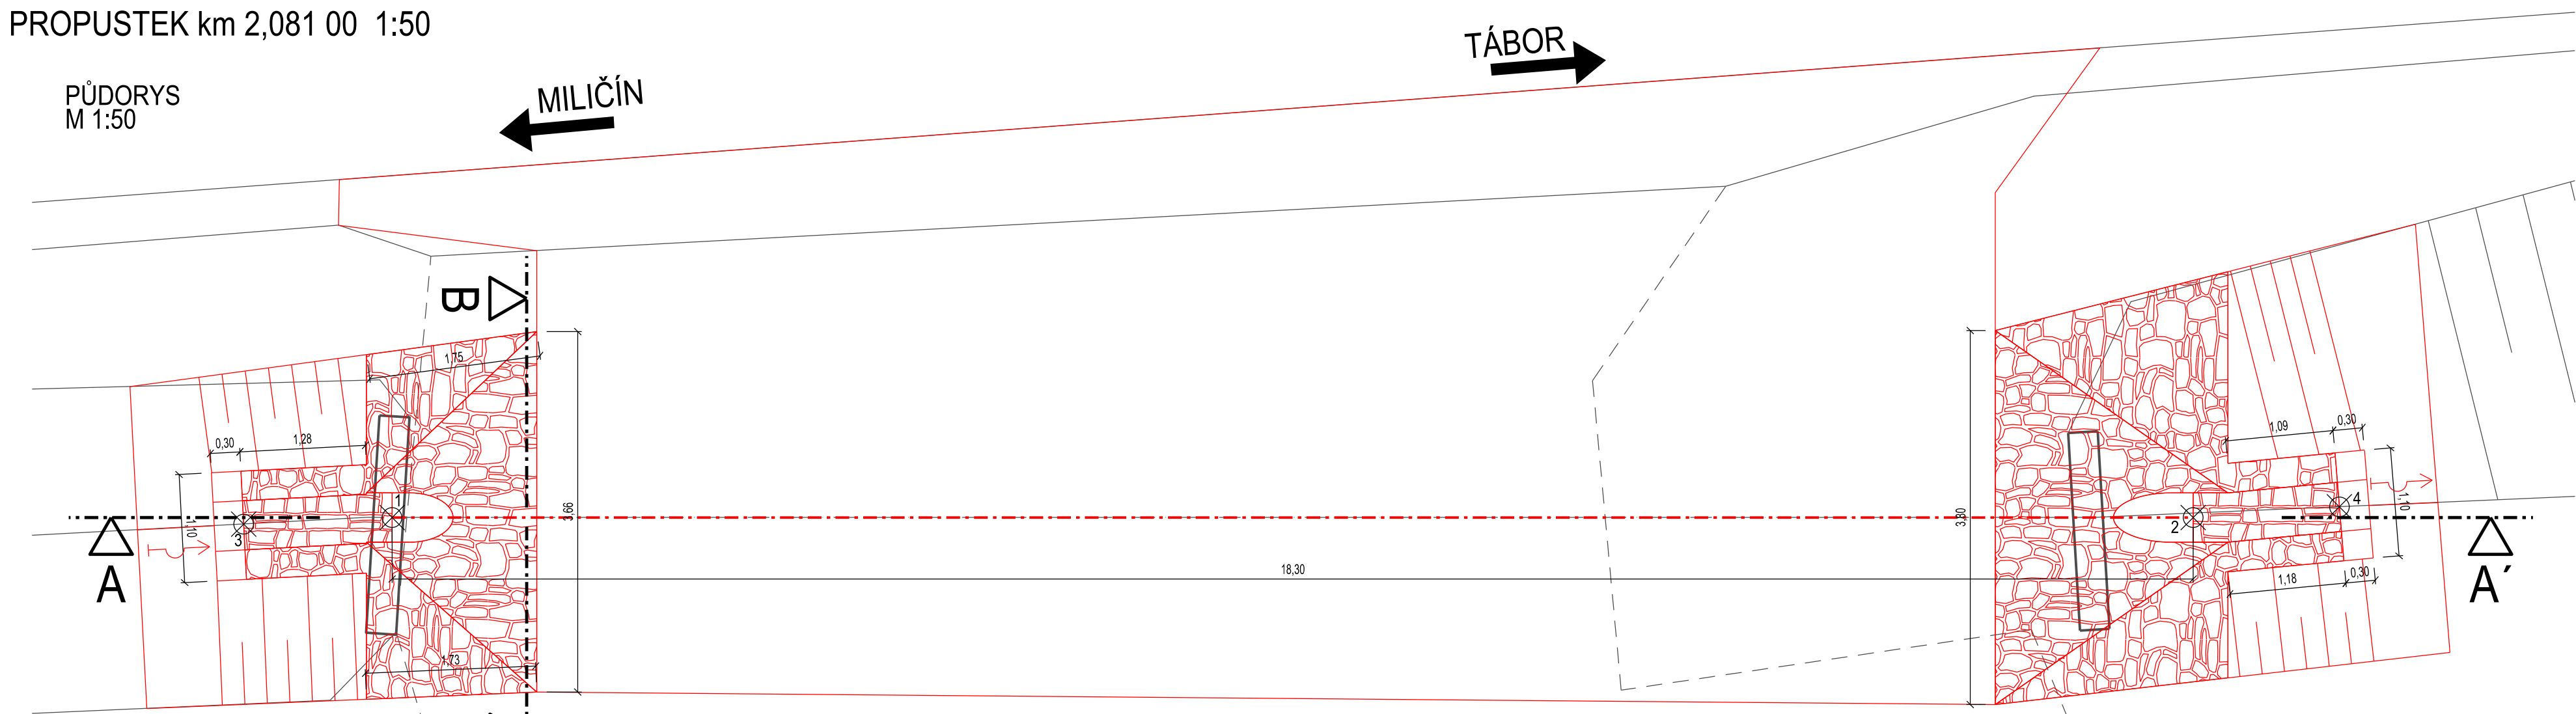 PROPUSTEK km 2,081 00 1:50
PŮDORYS
M 1:50
MILIČÍN
TÁBOR
B
1,75
0,30
1,28
1,10
3
1
A
1,73
3,66
18,30
3,80
1,09
0,30
4
1,10
2
1,18
0,30
A´